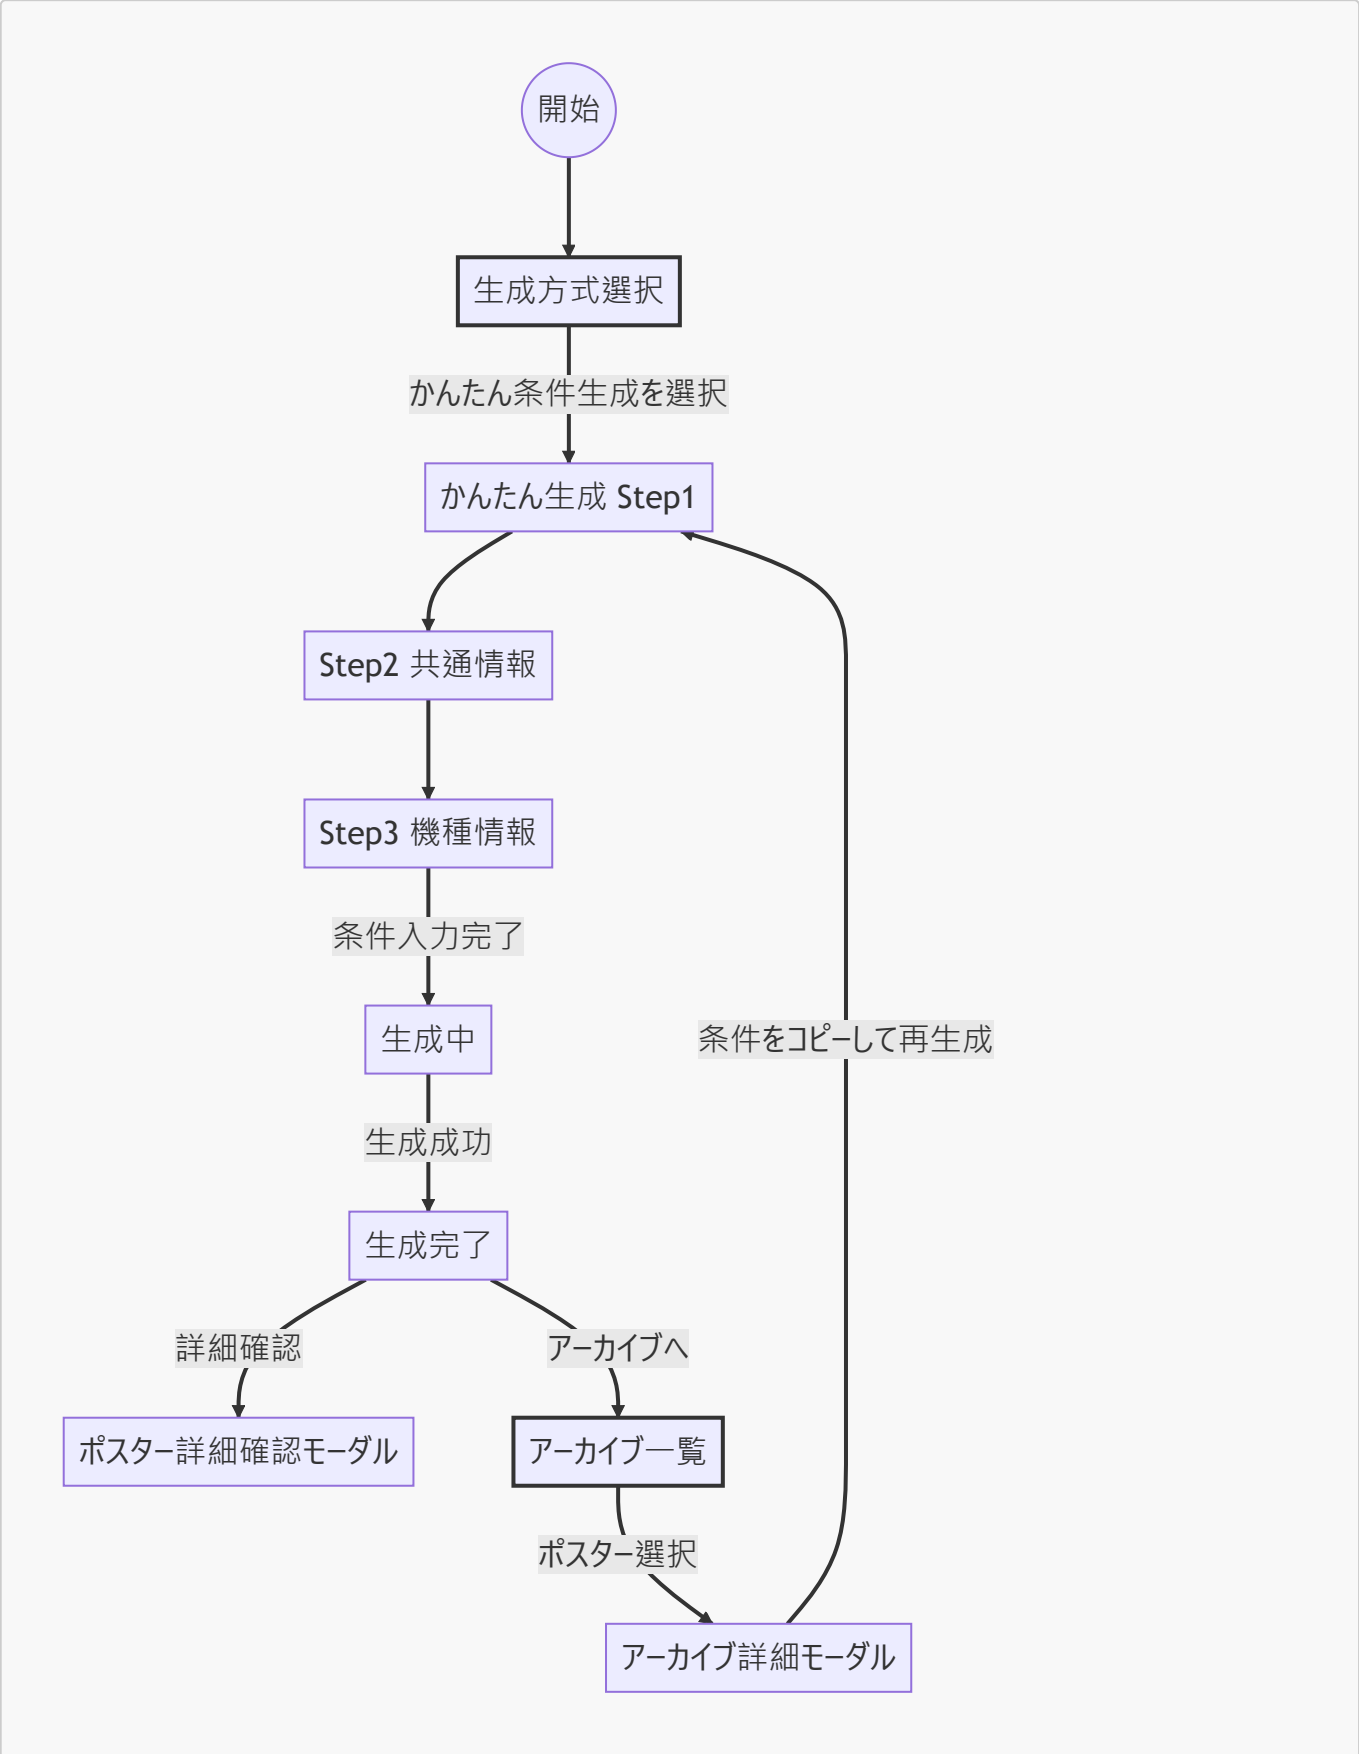 開始
生成方式選択
かんたん条件生成を選択
かんたん生成 Step1
Step2 共通情報
Step3 機種情報
条件入力完了
生成中
条件をコピーして再生成
生成成功
生成完了
詳細確認
アーカイブへ
ポスター詳細確認モーダル
アーカイブ一覧
ポスター選択
アーカイブ詳細モーダル